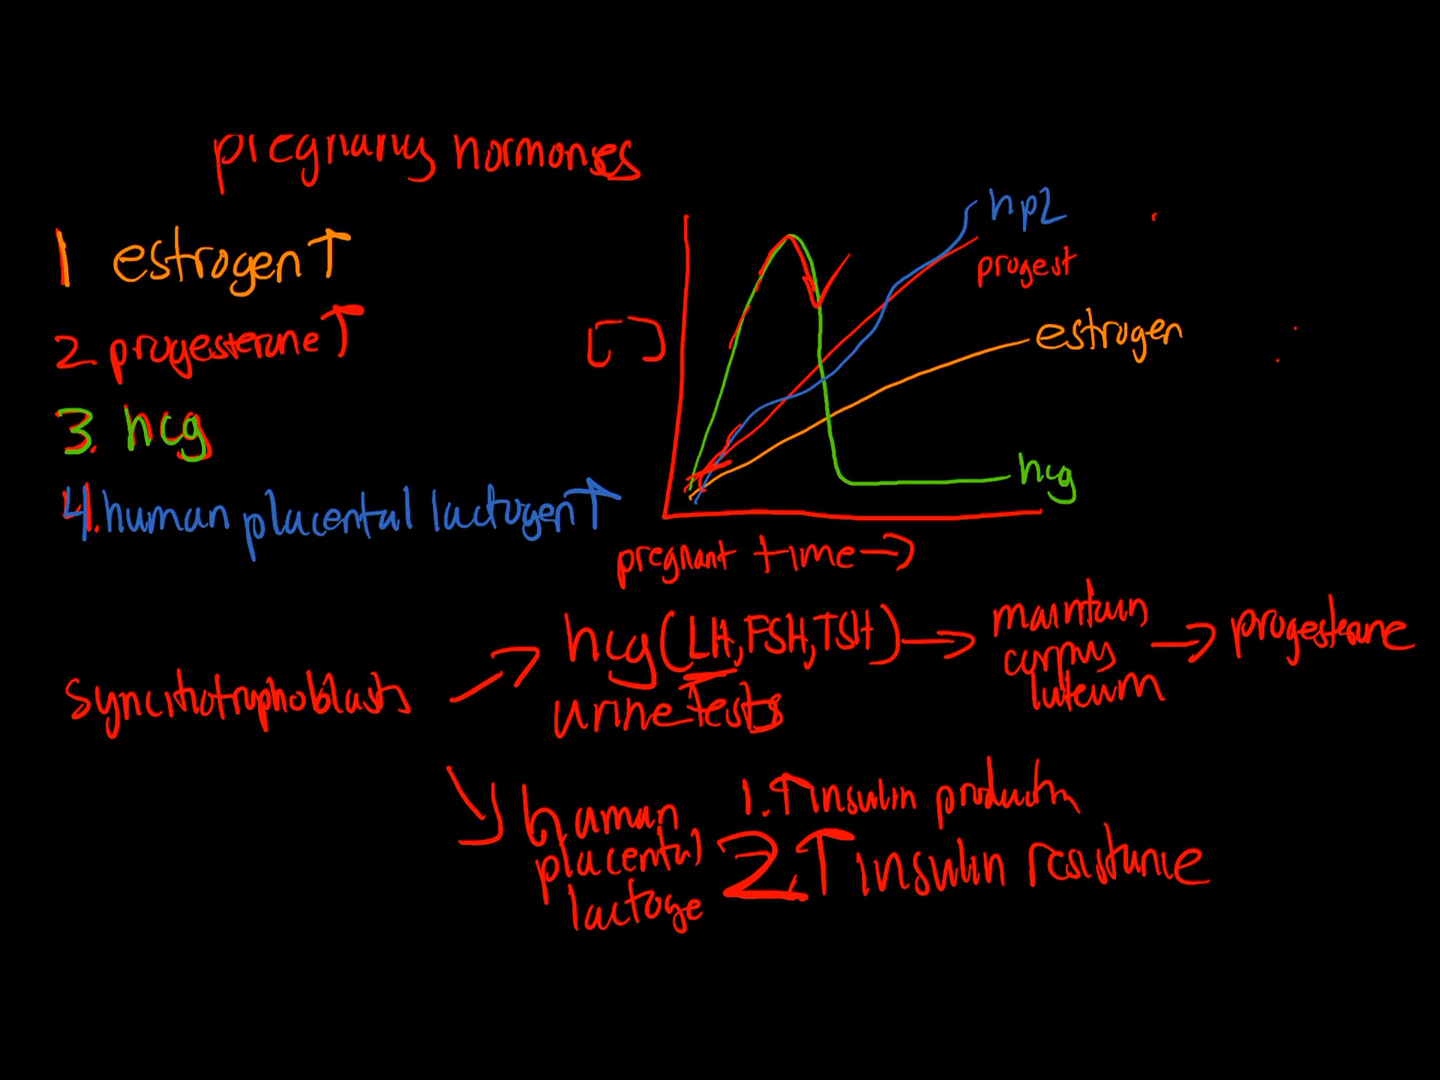 pregnancy hormones
1 estrogen ↑
2. progesterone ↑
3. hcg
4. human placental lactogen ↑
[ ]
hpl
progest
estrogen
hcg
pregnant time →
syncitiotrophoblasts
hcg (LH, FSH, TSH) → maintain corpus luteum → progesterone
urine tests
human
placental
lactoge
1. ↑ insulin production
2. ↑ insulin resistance